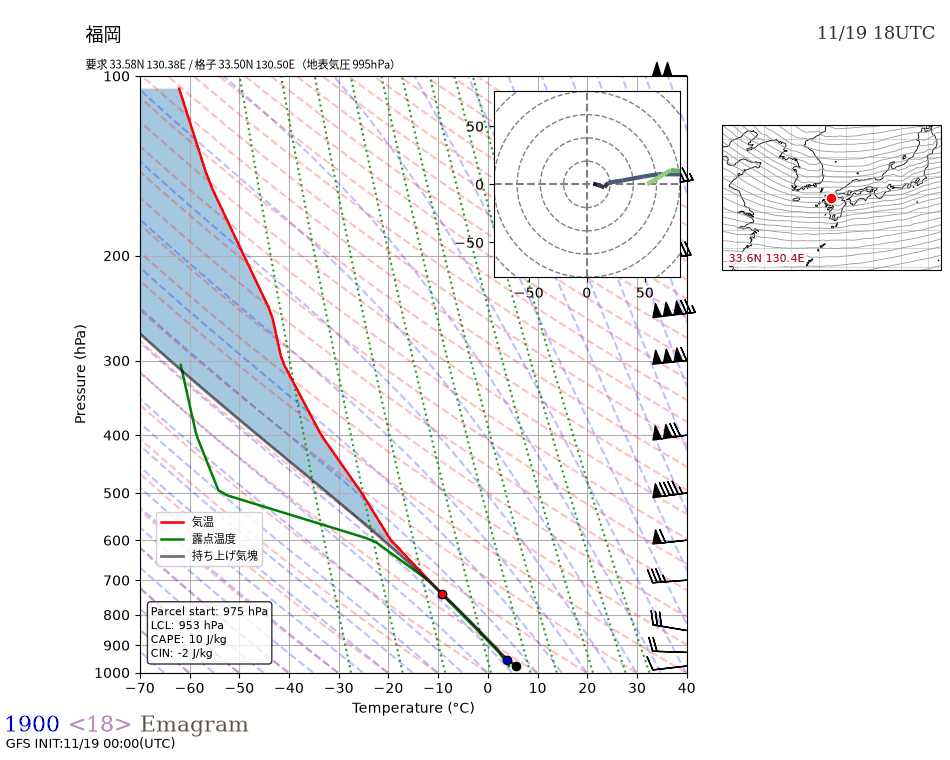 福岡
11/19 18UTC
要求 33.58N 130.38E / 格子 33.50N 130.50E（地表気圧 995hPa）
100
200
300
400
500
600
700
800
900
1000
Pressure (hPa)
−70 −60 −50 −40 −30 −20 −10 0 10 20 30 40
Temperature (°C)
50
0
−50
−50 0 50
33.6N 130.4E
気温
露点温度
持ち上げ気塊
Parcel start: 975 hPa
LCL: 953 hPa
CAPE: 10 J/kg
CIN: -2 J/kg
1900 <18> Emagram
GFS INIT:11/19 00:00(UTC)